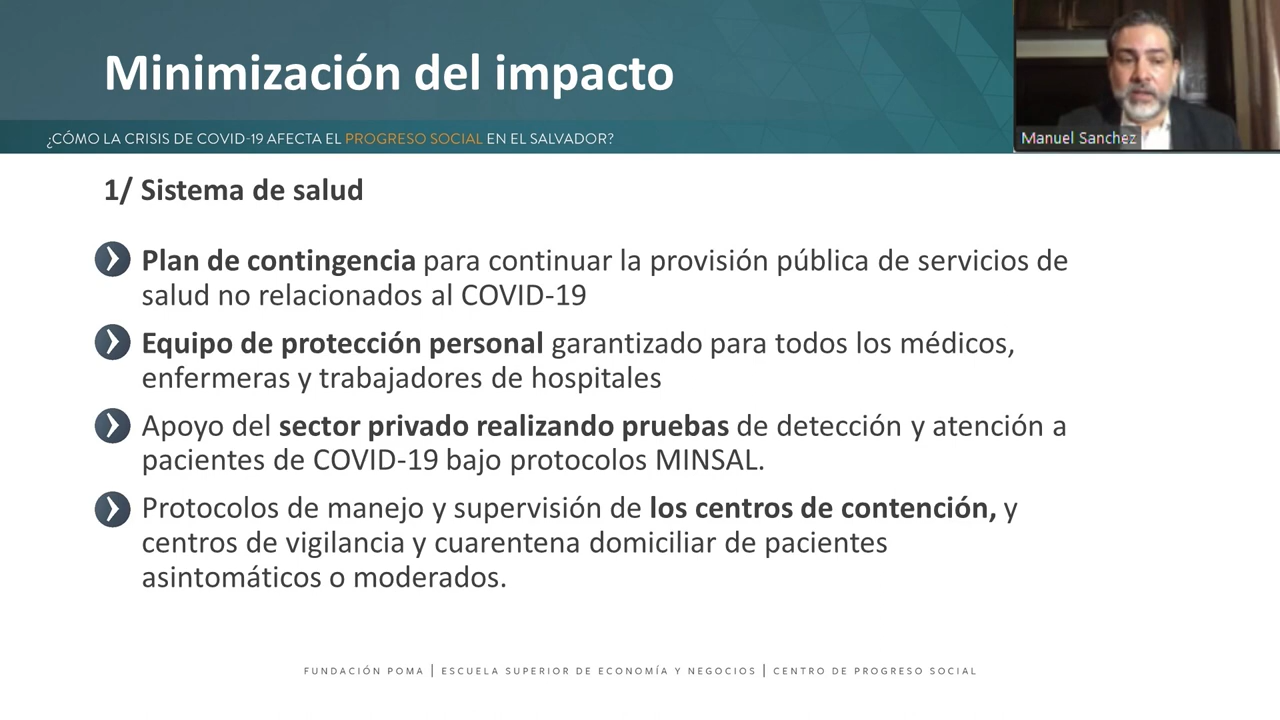 Minimización del impacto
¿CÓMO LA CRISIS DE COVID-19 AFECTA EL PROGRESO SOCIAL EN EL SALVADOR?
Manuel Sanchez
1/ Sistema de salud
Plan de contingencia para continuar la provisión pública de servicios de
salud no relacionados al COVID-19
Equipo de protección personal garantizado para todos los médicos,
enfermeras y trabajadores de hospitales
Apoyo del sector privado realizando pruebas de detección y atención a
pacientes de COVID-19 bajo protocolos MINSAL.
Protocolos de manejo y supervisión de los centros de contención, y
centros de vigilancia y cuarentena domiciliar de pacientes
asintomáticos o moderados.
FUNDACIÓN POMA | ESCUELA SUPERIOR DE ECONOMÍA Y NEGOCIOS | CENTRO DE PROGRESO SOCIAL